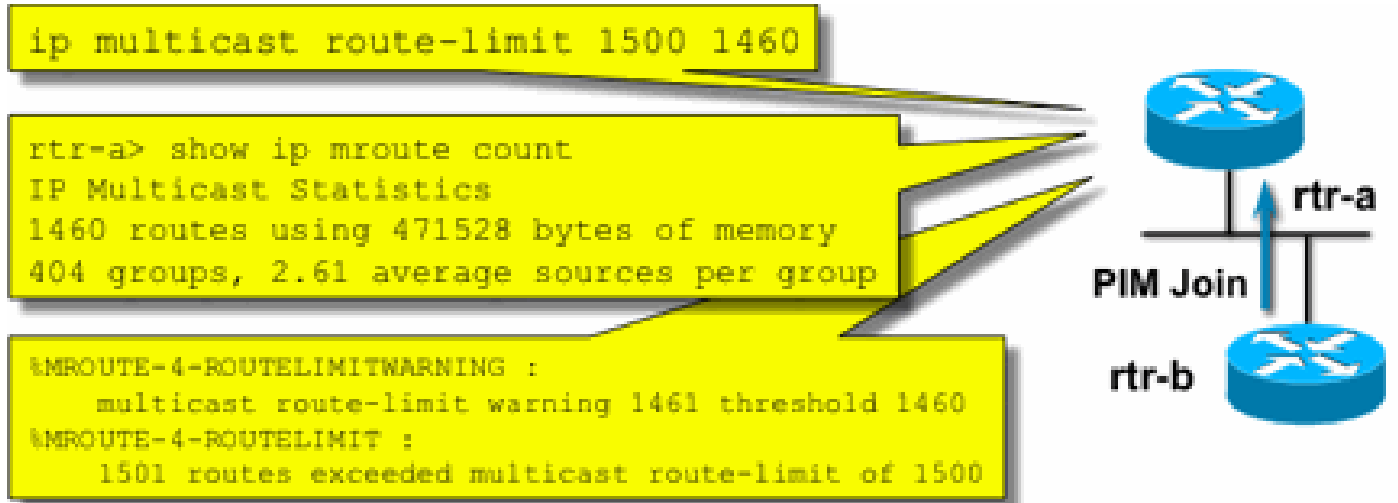 ip multicast route-limit 1500 1460
rtr-a> show ip mroute count
IP Multicast Statistics
1460 routes using 471528 bytes of memory
404 groups, 2.61 average sources per group
%MROUTE-4-ROUTELIMITWARNING :
multicast route-limit warning 1461 threshold 1460
%MROUTE-4-ROUTELIMIT :
1501 routes exceeded multicast route-limit of 1500
rtr-a
PIM Join
rtr-b